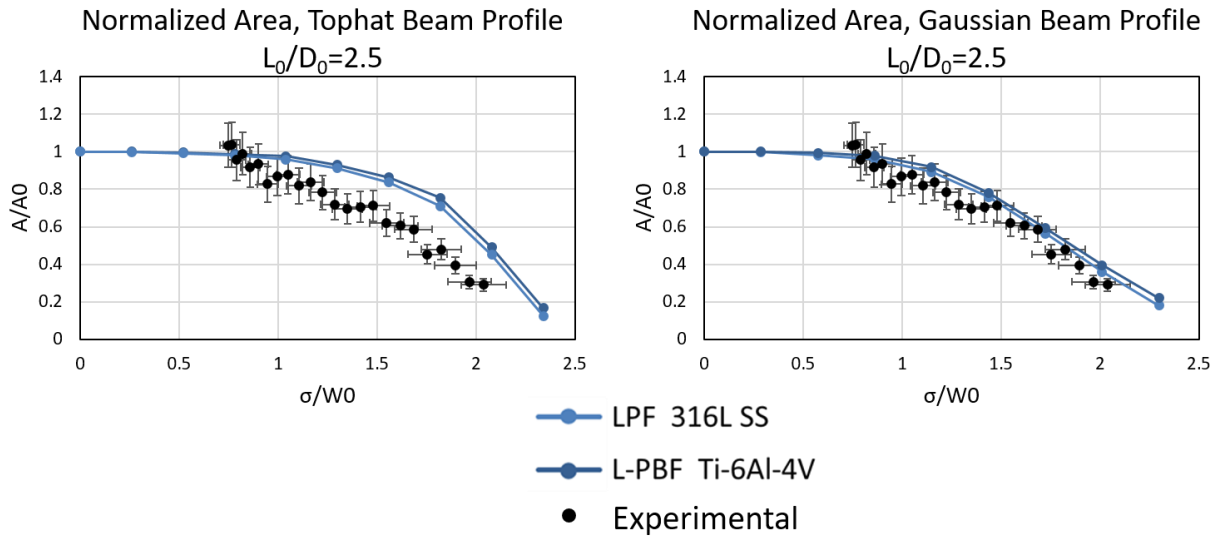 Normalized Area, Tophat Beam Profile
L₀/D₀=2.5
A/A0
1.4
1.2
1
0.8
0.6
0.4
0.2
0
0 0.5 1 1.5 2 2.5
σ/W0
Normalized Area, Gaussian Beam Profile
L₀/D₀=2.5
A/A0
1.4
1.2
1
0.8
0.6
0.4
0.2
0
0 0.5 1 1.5 2 2.5
σ/W0
LPF 316L SS
L-PBF Ti-6Al-4V
Experimental